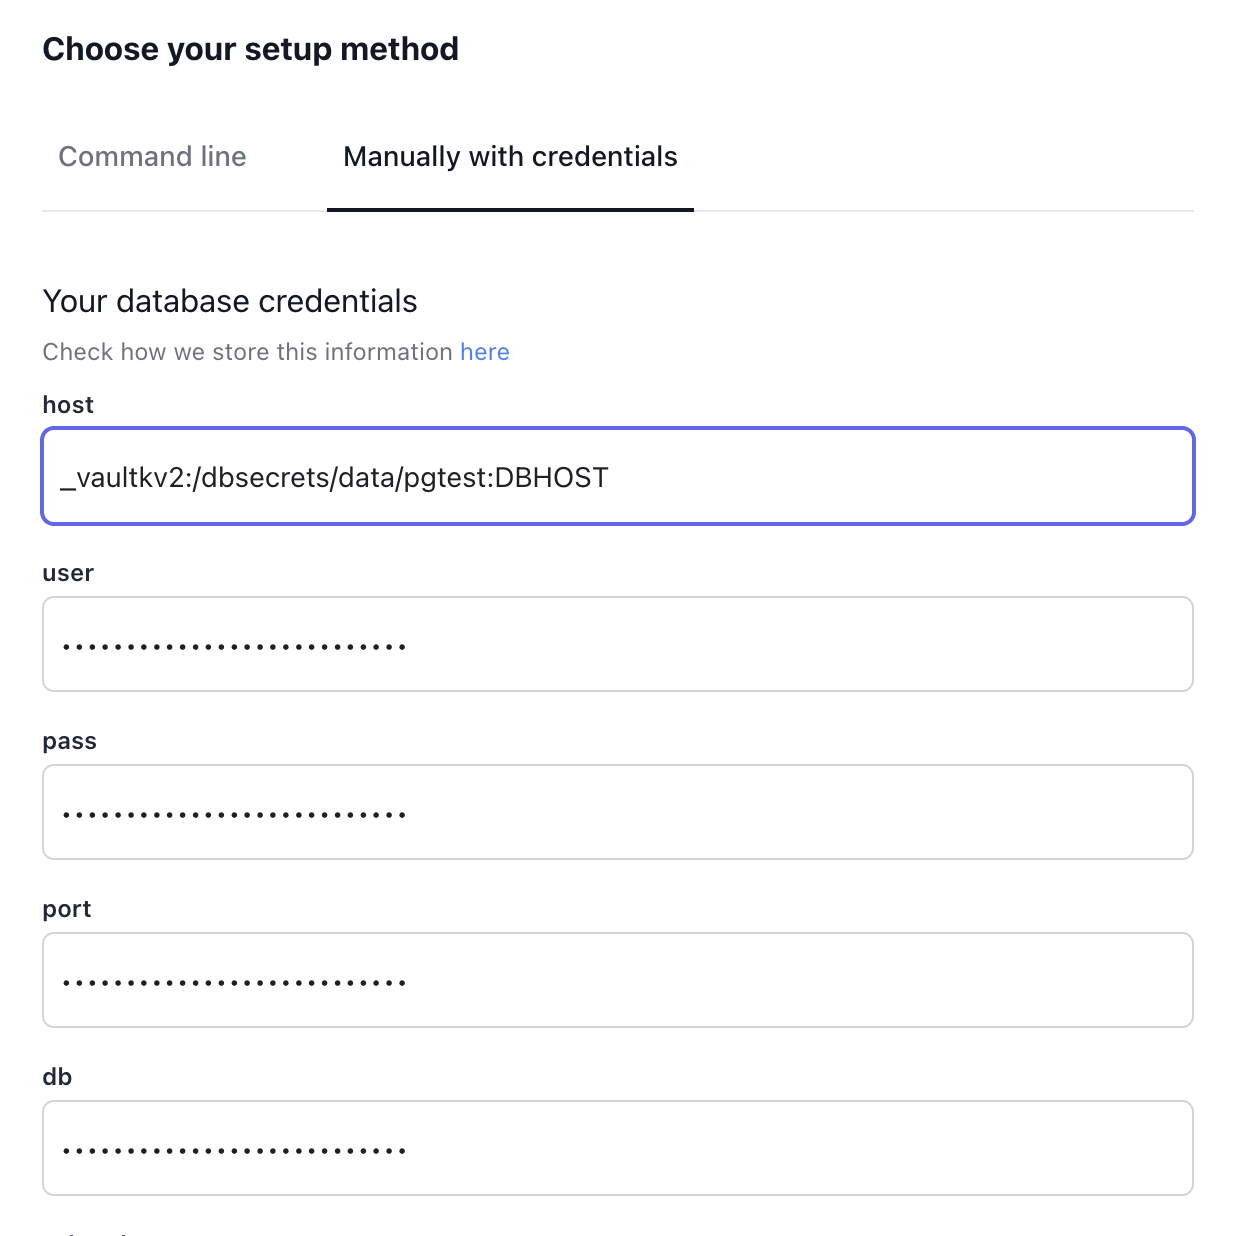 Choose your setup method
Command line
Manually with credentials
Your database credentials
Check how we store this information here
host
_vaultkv2:/dbsecrets/data/pgtest:DBHOST
user
•••••••••••••••••••••••••••
pass
•••••••••••••••••••••••••••
port
•••••••••••••••••••••••••••
db
•••••••••••••••••••••••••••